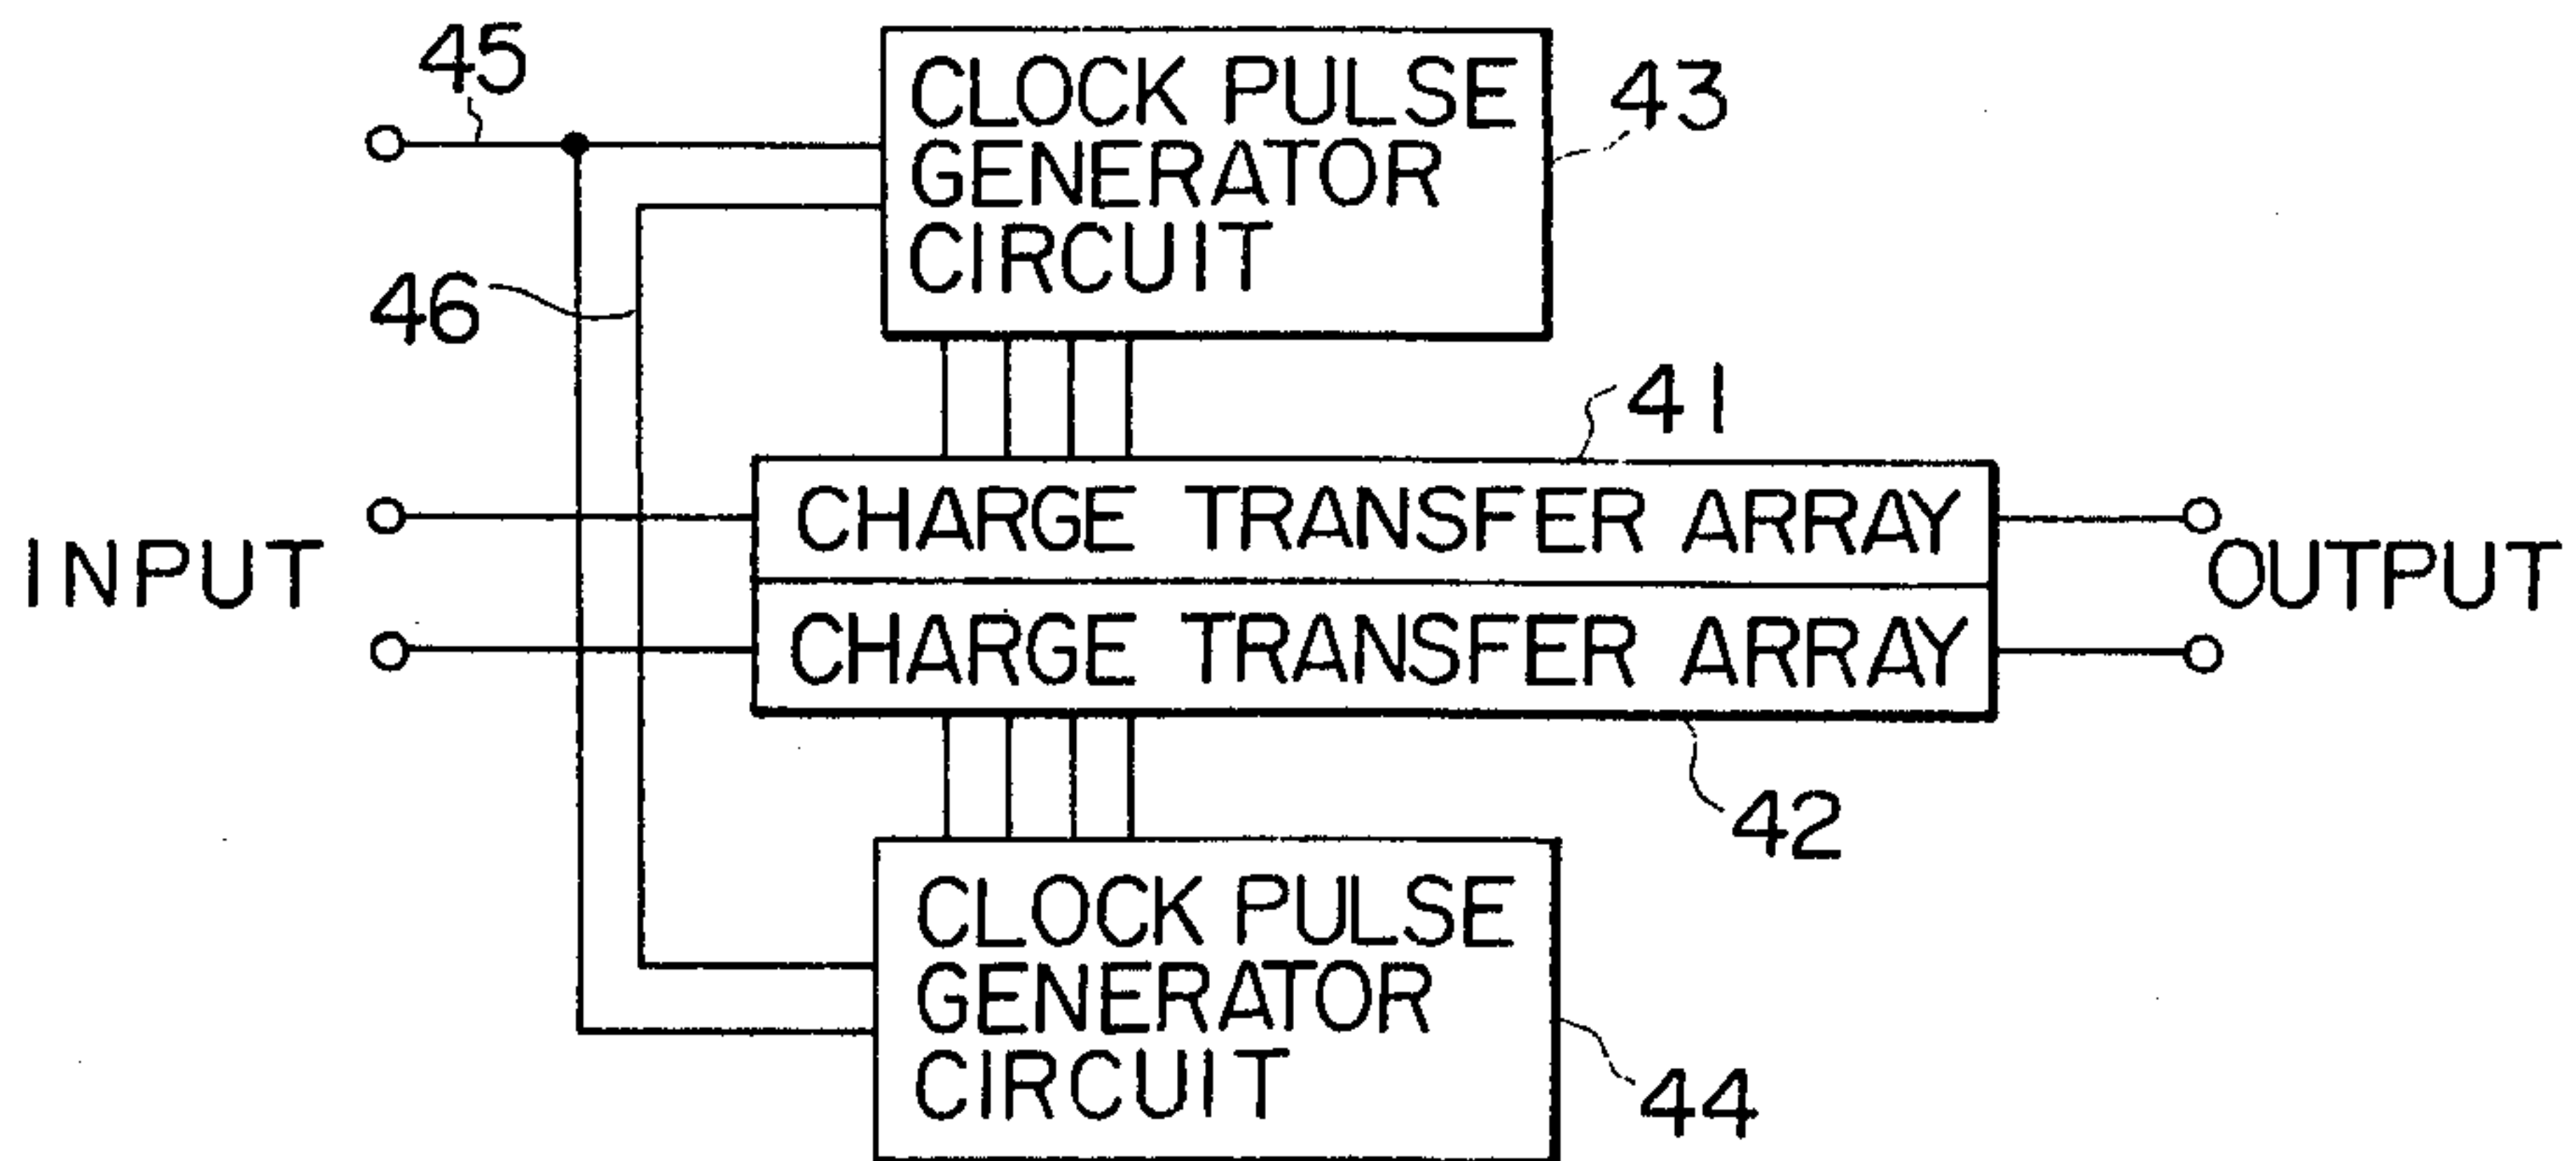 45
CLOCK PULSE
GENERATOR
CIRCUIT
43
46
41
INPUT
CHARGE TRANSFER ARRAY
CHARGE TRANSFER ARRAY
OUTPUT
42
CLOCK PULSE
GENERATOR
CIRCUIT
44